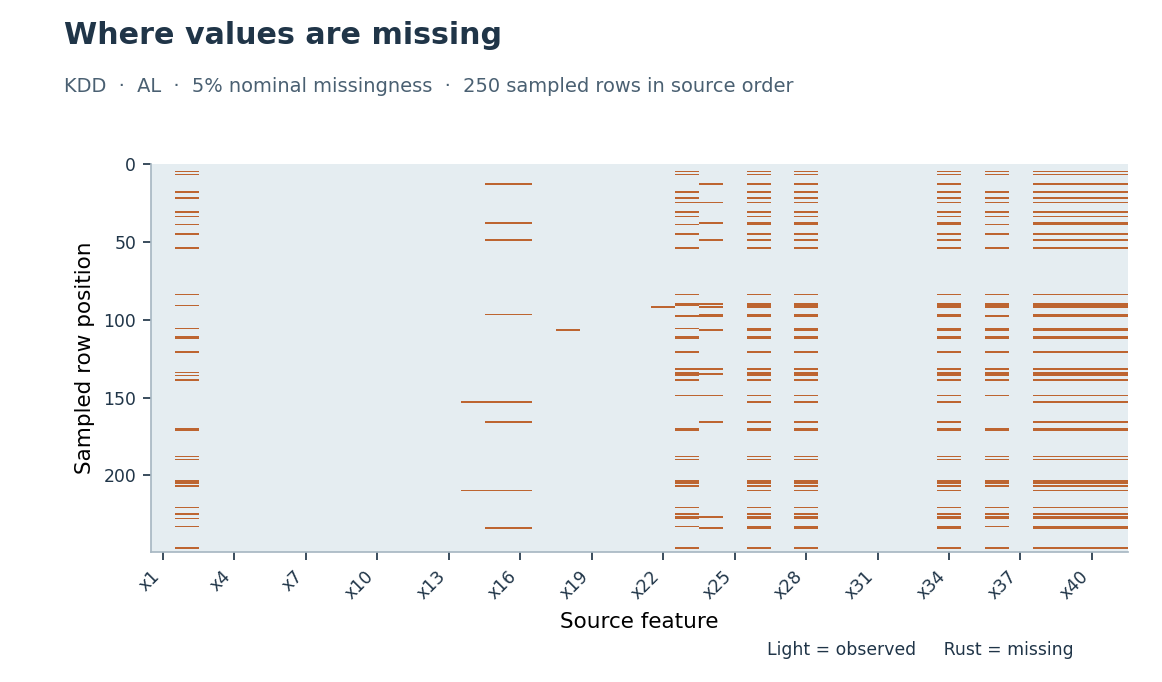 Where values are missing
KDD · AL · 5% nominal missingness · 250 sampled rows in source order
0
50
100
150
200
Sampled row position
x1 x4 x7 x10 x13 x16 x19 x22 x25 x28 x31 x34 x37 x40
Source feature
Light = observed Rust = missing